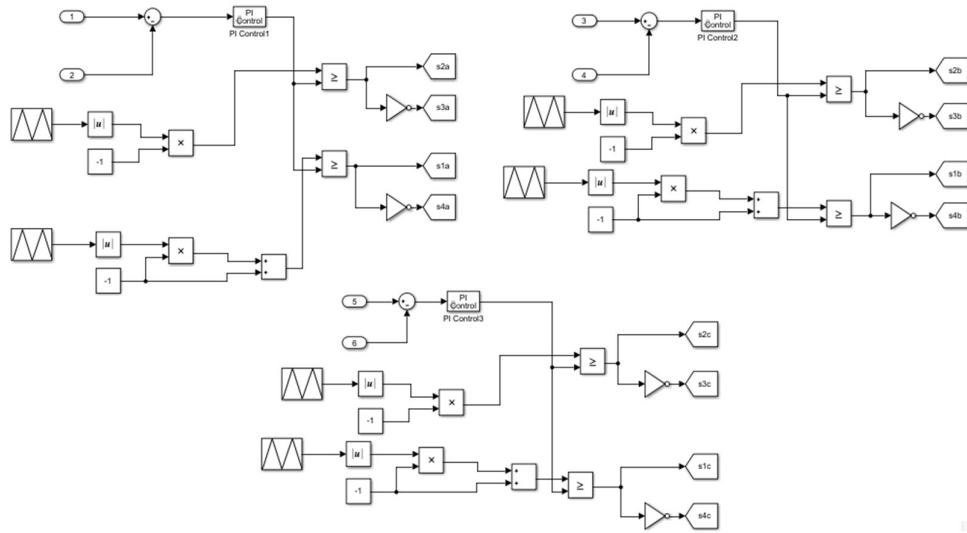 1
PI
Control
PI Control1
2
≥
s2a
s3a
|u|
×
-1
≥
s1a
s4a
|u|
×
-1
+
+
3
PI
Control
PI Control2
4
≥
s2b
s3b
|u|
×
-1
|u|
×
-1
+
+
≥
s1b
s4b
5
PI
Control
PI Control3
6
≥
s2c
s3c
|u|
×
-1
|u|
×
-1
+
+
≥
s1c
s4c